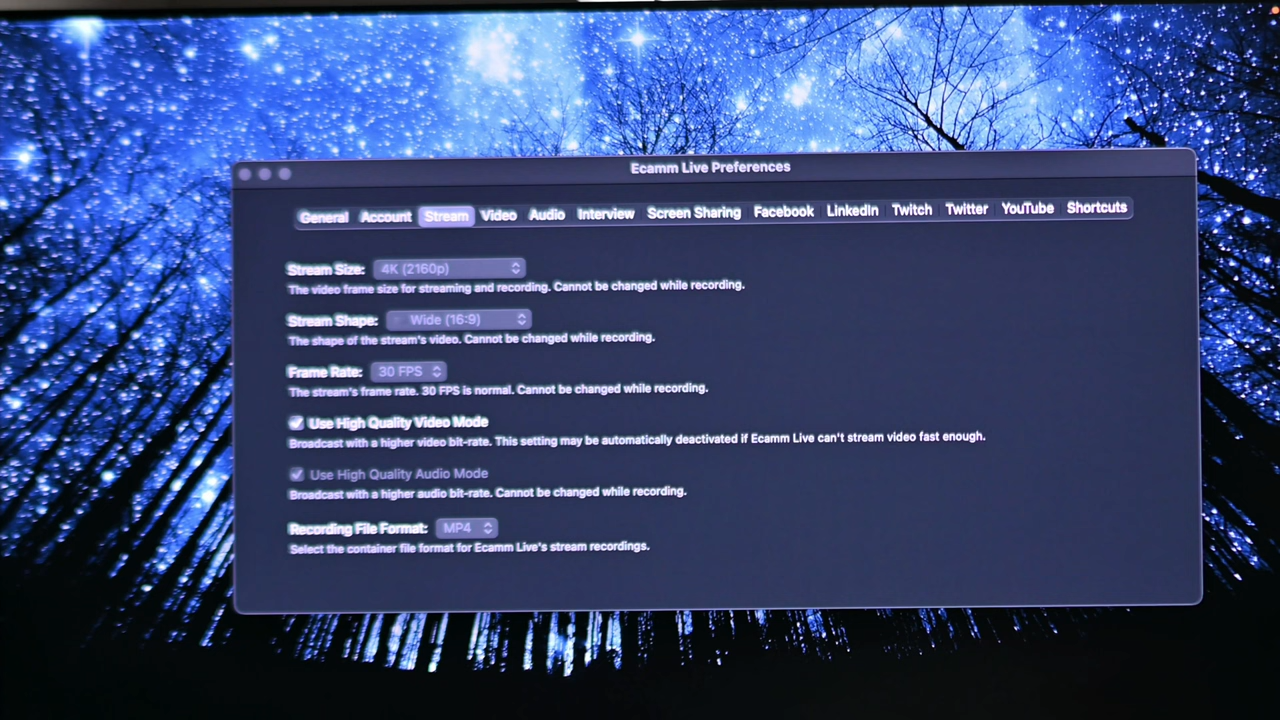 Ecamm Live Preferences
General Account Stream Video Audio Interview Screen Sharing Facebook LinkedIn Twitch Twitter YouTube Shortcuts
Stream Size: 4K (2160p)
The video frame size for streaming and recording. Cannot be changed while recording.
Stream Shape: Wide (16:9)
The shape of the stream's video. Cannot be changed while recording.
Frame Rate: 30 FPS
The stream's frame rate. 30 FPS is normal. Cannot be changed while recording.
Use High Quality Video Mode
Broadcast with a higher video bit-rate. This setting may be automatically deactivated if Ecamm Live can't stream video fast enough.
Use High Quality Audio Mode
Broadcast with a higher audio bit-rate. Cannot be changed while recording.
Recording File Format: MP4
Select the container file format for Ecamm Live's stream recordings.